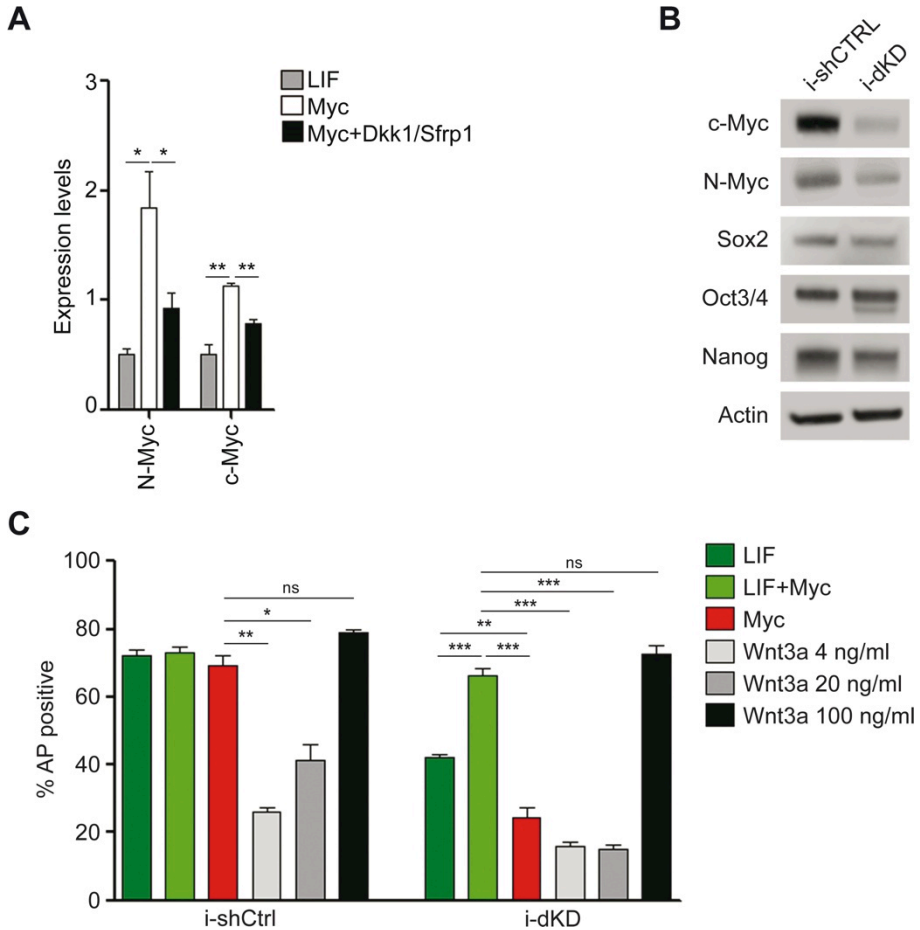 A
3
2
1
0
Expression levels
LIF
Myc
Myc+Dkk1/Sfrp1
* *
** **
N-Myc
c-Myc
B
i-shCTRL
i-dKD
c-Myc
N-Myc
Sox2
Oct3/4
Nanog
Actin
C
100
80
60
40
20
0
% AP positive
ns
*
**
ns
***
***
**
*** ***
i-shCtrl
i-dKD
LIF
LIF+Myc
Myc
Wnt3a 4 ng/ml
Wnt3a 20 ng/ml
Wnt3a 100 ng/ml